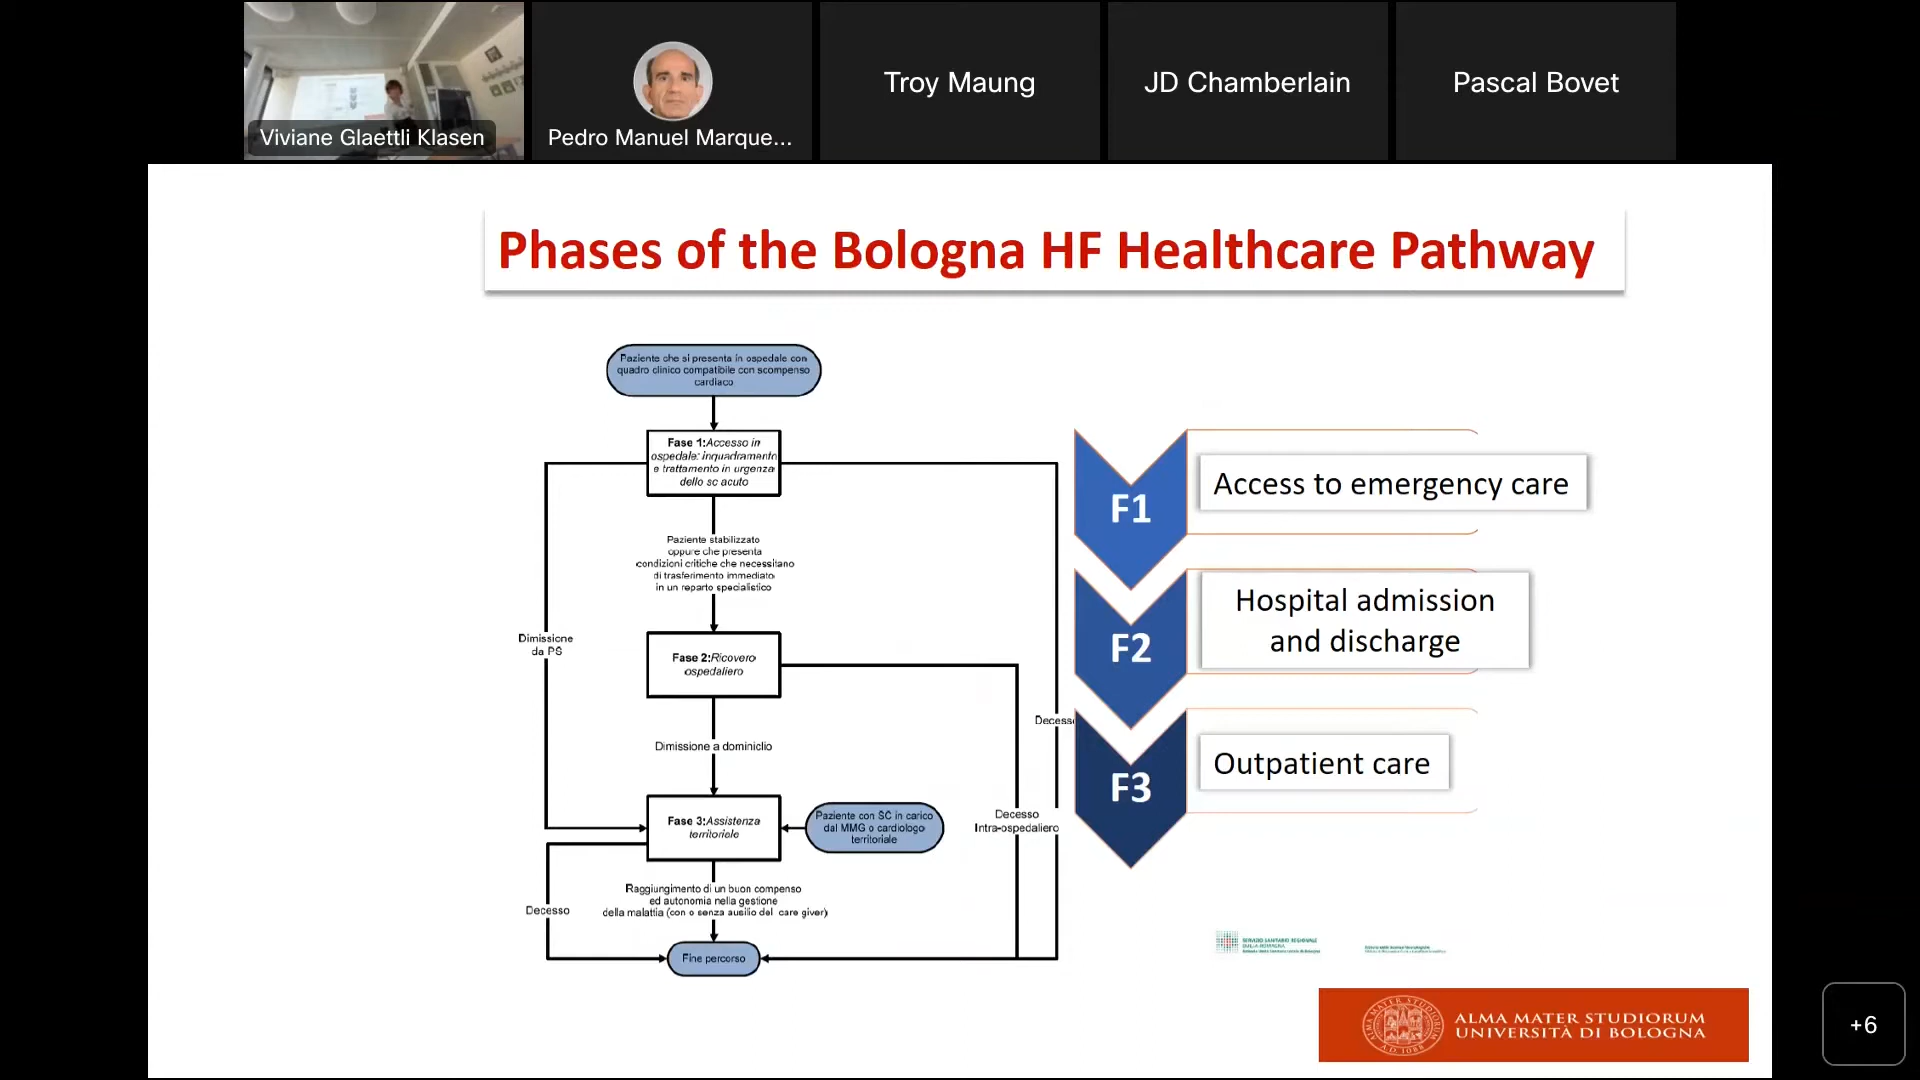 Viviane Glaettli Klasen
Pedro Manuel Marque...
Troy Maung
JD Chamberlain
Pascal Bovet
Phases of the Bologna HF Healthcare Pathway
Paziente che si presenta in ospedale con
quadro clinico compatibile con scompenso
cardiaco
Fase 1:Accesso in
ospedale: inquadramento
e trattamento in urgenza
dello sc acuto
Paziente stabilizzato
oppure che presenta
condizioni critiche che necessitano
di trasferimento immediato
in un reparto specialistico
Dimissione
da PS
Fase 2:Ricovero
ospedaliero
Decesso
Dimissione a dominiclio
Fase 3:Assistenza
territoriale
Paziente con SC in carico
dal MMG o cardiologo
territoriale
Decesso
Intra-ospedaliero
Raggiungimento di un buon compenso
ed autonomia nella gestione
della malattia (con o senza ausilio del care giver)
Decesso
Fine percorso
F1
Access to emergency care
F2
Hospital admission
and discharge
F3
Outpatient care
SERVIZIO SANITARIO REGIONALE
EMILIA-ROMAGNA
ALMA MATER STUDIORUM
UNIVERSITÀ DI BOLOGNA
+6